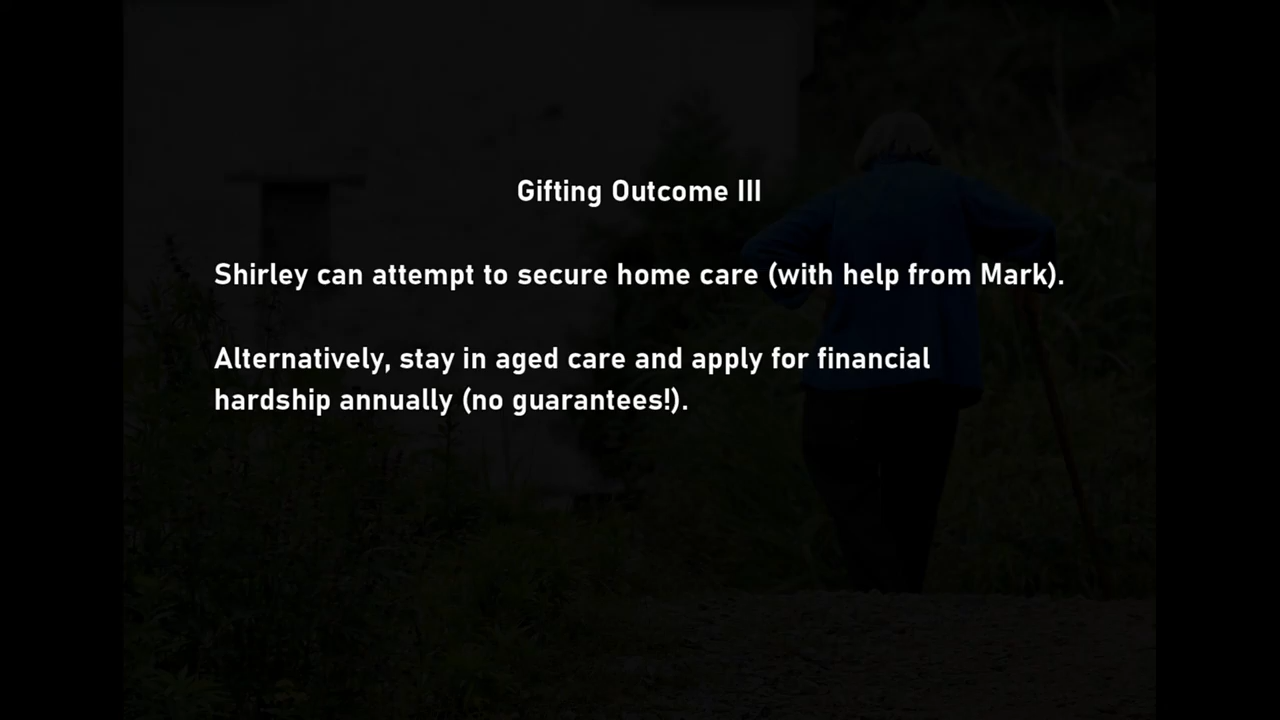 Gifting Outcome III
Shirley can attempt to secure home care (with help from Mark).
Alternatively, stay in aged care and apply for financial
hardship annually (no guarantees!).